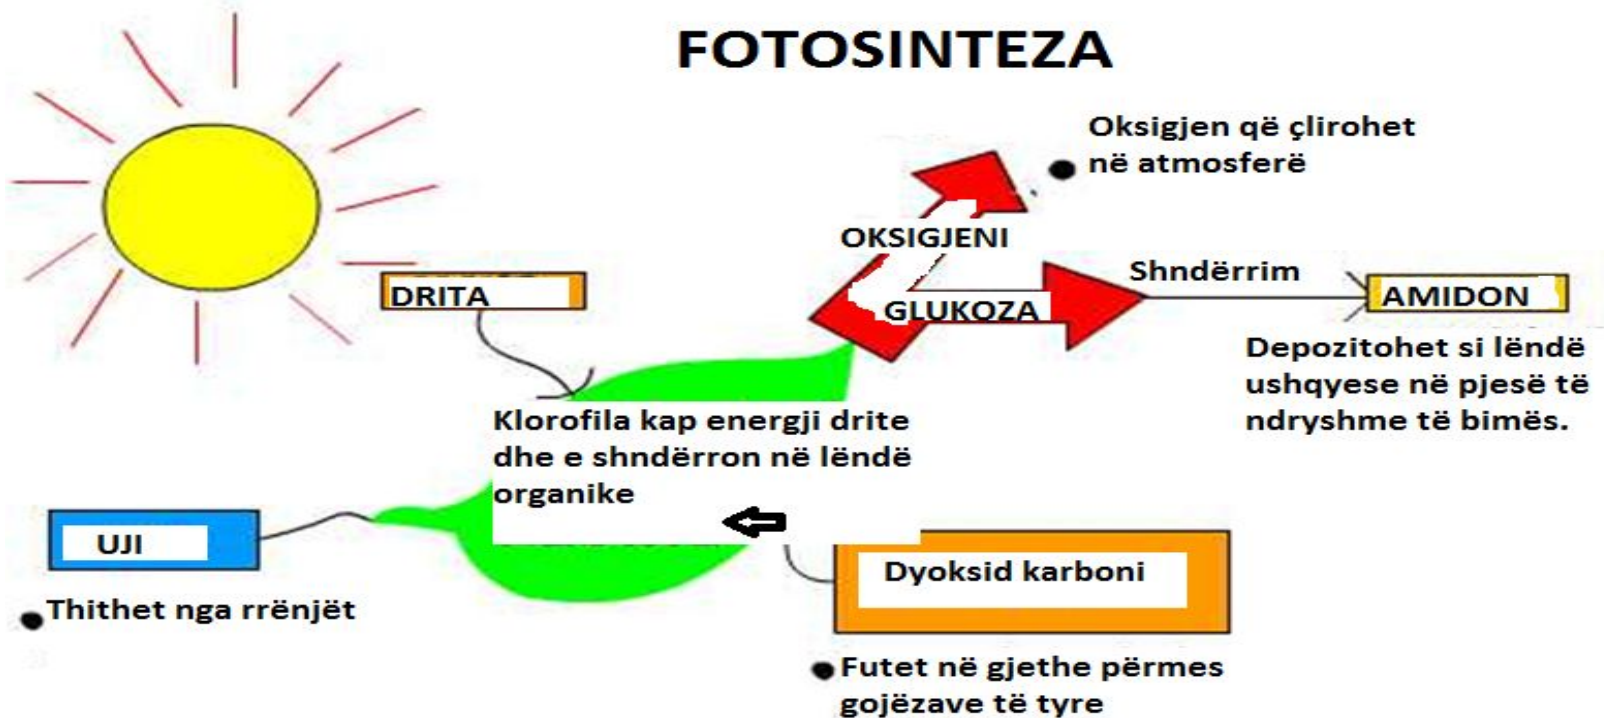 FOTOSINTEZA
Oksigjen që çlirohet
në atmosferë
OKSIGJENI
DRITA
GLUKOZA
Shndërrim
AMIDON
Depozitohet si lëndë
ushqyese në pjesë të
ndryshme të bimës.
Klorofila kap energji drite
dhe e shndërron në lëndë
organike
UJI
Thithet nga rrënjët
Dyoksid karboni
Futet në gjethe përmes
gojëzave të tyre